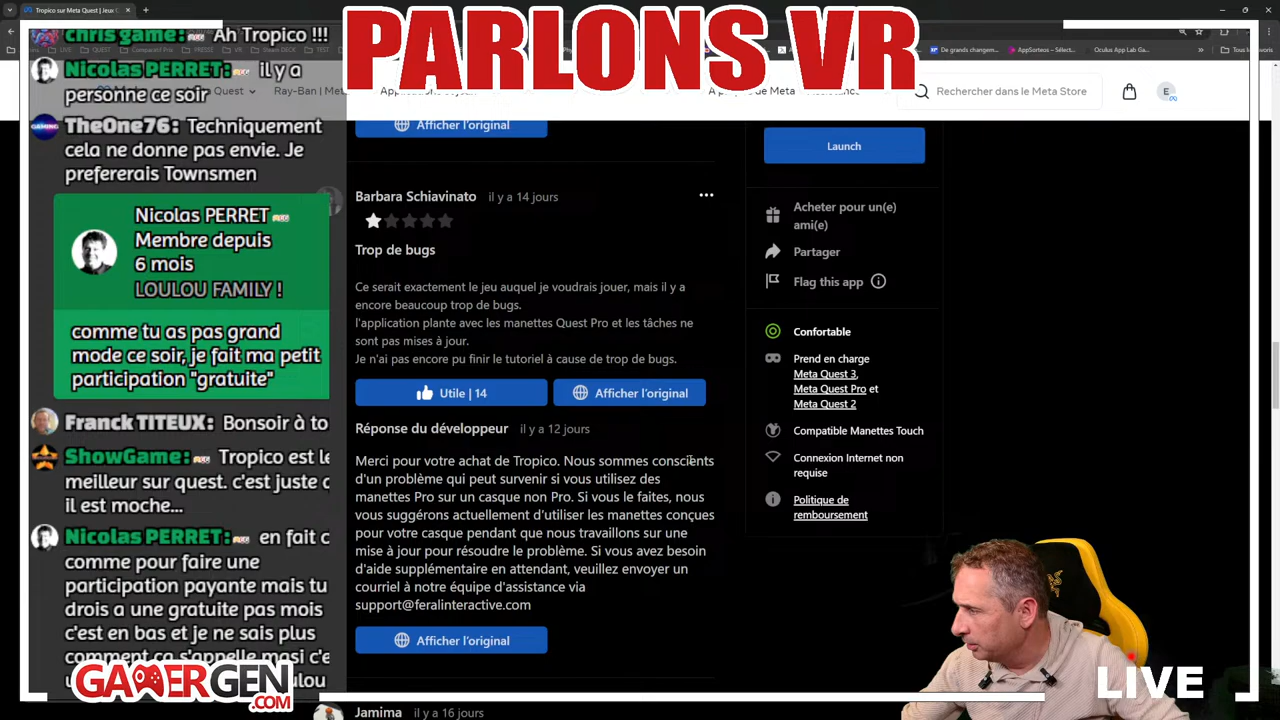 Tropico sur Meta Quest | Jeux
PARLONS VR
chris game: Ah Tropico !!!
Nicolas PERRET: il y a
personne ce soir
TheOne76: Techniquement
cela ne donne pas envie. Je
prefererais Townsmen
Nicolas PERRET
Membre depuis
6 mois
LOULOU FAMILY !
comme tu as pas grand
mode ce soir, je fait ma petit
participation "gratuite"
Franck TITEUX: Bonsoir à to
ShowGame: Tropico est le
meilleur sur quest. c'est juste
il est moche...
Nicolas PERRET: en fait c
comme pour faire une
participation payante mais tu
drois a une gratuite pas mois
c'est en bas et je ne sais plus
comment ça s'appelle masi c'e
GAMERGEN
.COM
Rechercher dans le Meta Store
E
Afficher l'original
Barbara Schiavinato il y a 14 jours
Trop de bugs
Ce serait exactement le jeu auquel je voudrais jouer, mais il y a
encore beaucoup trop de bugs.
l'application plante avec les manettes Quest Pro et les tâches ne
sont pas mises à jour.
Je n'ai pas encore pu finir le tutoriel à cause de trop de bugs.
Utile | 14
Afficher l'original
Réponse du développeur il y a 12 jours
Merci pour votre achat de Tropico. Nous sommes conscients
d'un problème qui peut survenir si vous utilisez des
manettes Pro sur un casque non Pro. Si vous le faites, nous
vous suggérons actuellement d'utiliser les manettes conçues
pour votre casque pendant que nous travaillons sur une
mise à jour pour résoudre le problème. Si vous avez besoin
d'aide supplémentaire en attendant, veuillez envoyer un
courriel à notre équipe d'assistance via
support@feralinteractive.com
Afficher l'original
Jamima il y a 16 jours
Launch
Acheter pour un(e)
ami(e)
Partager
Flag this app
Confortable
Prend en charge
Meta Quest 3,
Meta Quest Pro et
Meta Quest 2
Compatible Manettes Touch
Connexion Internet non
requise
Politique de
remboursement
LIVE